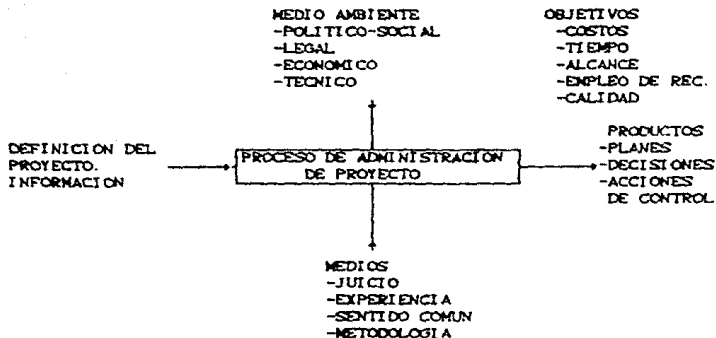 MEDIO AMBIENTE
-POLITICO-SOCIAL
-LEGAL
-ECONOMICO
-TECNICO
OBJETIVOS
-COSTOS
-TIEMPO
-ALCANCE
-EMPLEO DE REC.
-CALIDAD
DEFINICION DEL
PROYECTO.
INFORMACION
PROCESO DE ADMINISTRACION
DE PROYECTO
PRODUCTOS
-PLANES
-DECISIONES
-ACCIONES
DE CONTROL
MEDIOS
-JUICIO
-EXPERIENCIA
-SENTIDO COMUN
-METODOLOGIA